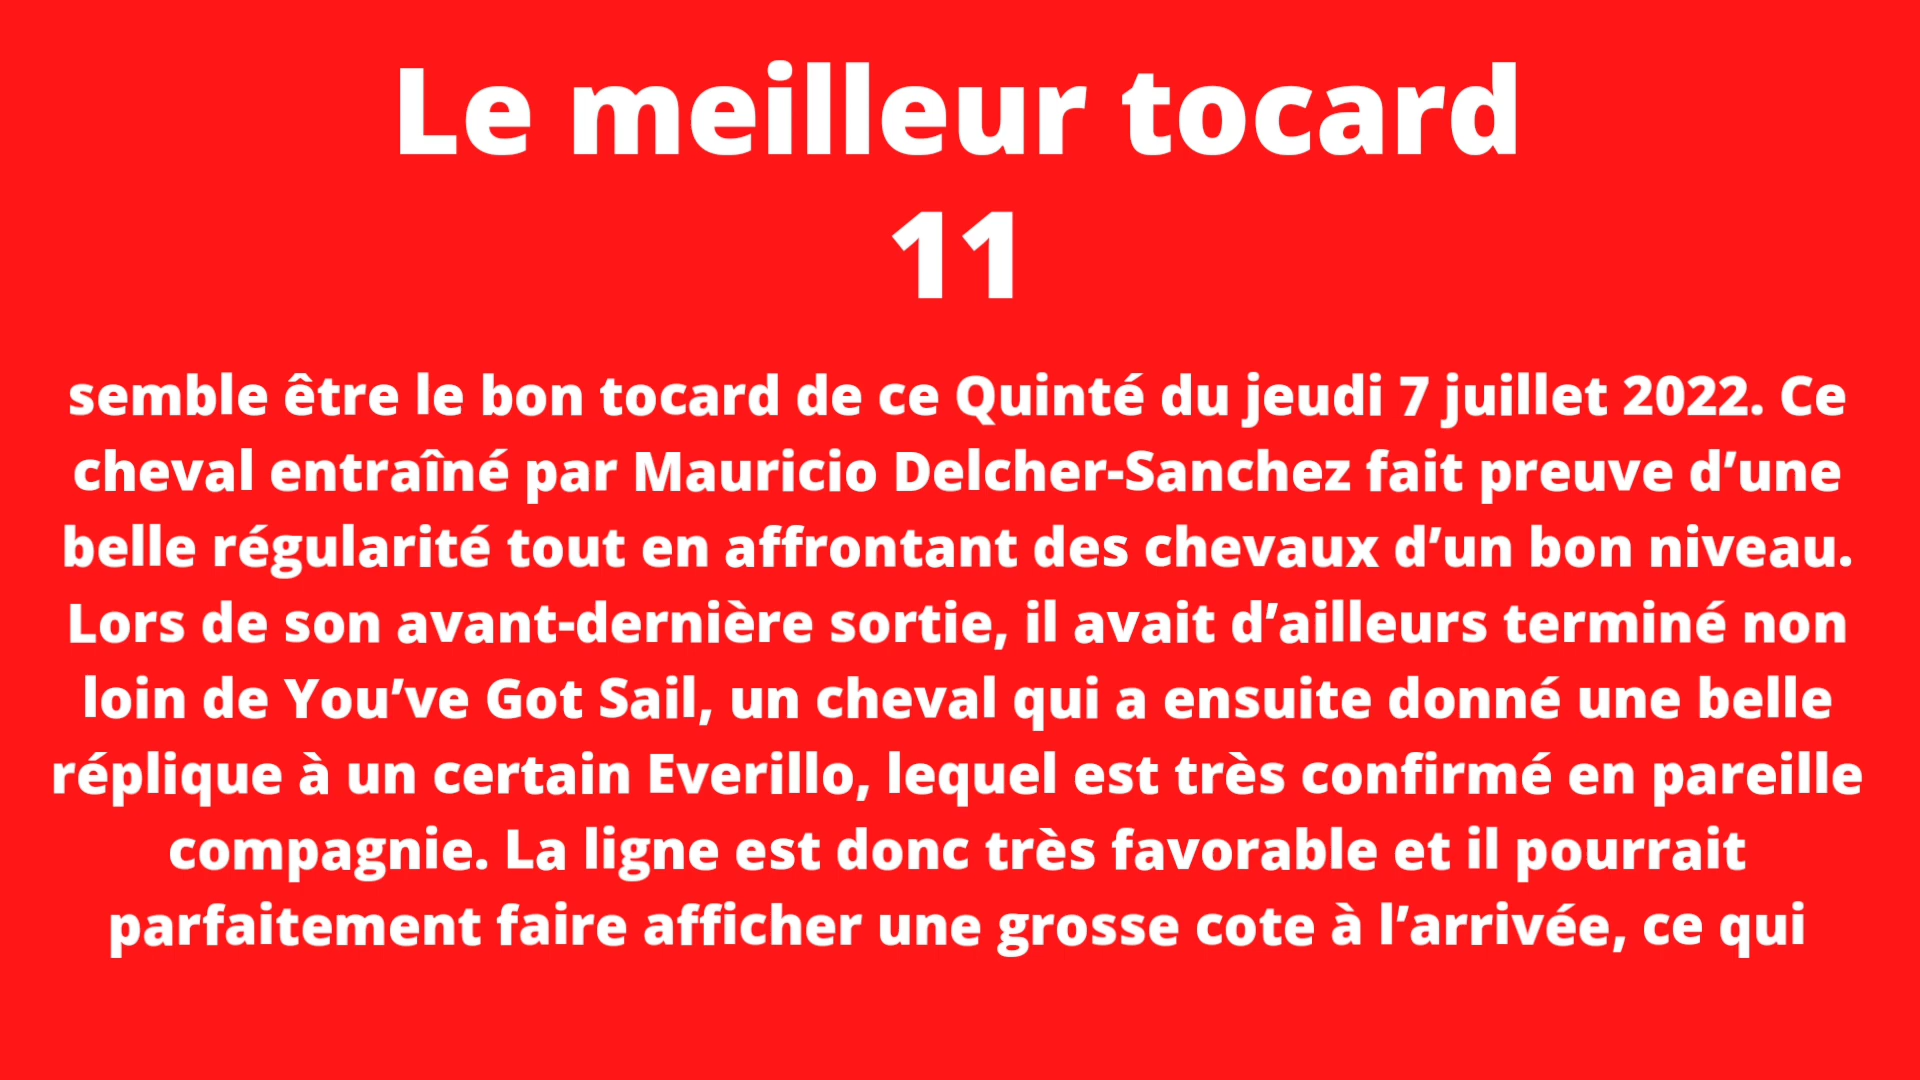 Le meilleur tocard
11
semble être le bon tocard de ce Quinté du jeudi 7 juillet 2022. Ce
cheval entraîné par Mauricio Delcher-Sanchez fait preuve d’une
belle régularité tout en affrontant des chevaux d’un bon niveau.
Lors de son avant-dernière sortie, il avait d’ailleurs terminé non
loin de You’ve Got Sail, un cheval qui a ensuite donné une belle
réplique à un certain Everillo, lequel est très confirmé en pareille
compagnie. La ligne est donc très favorable et il pourrait
parfaitement faire afficher une grosse cote à l’arrivée, ce qui